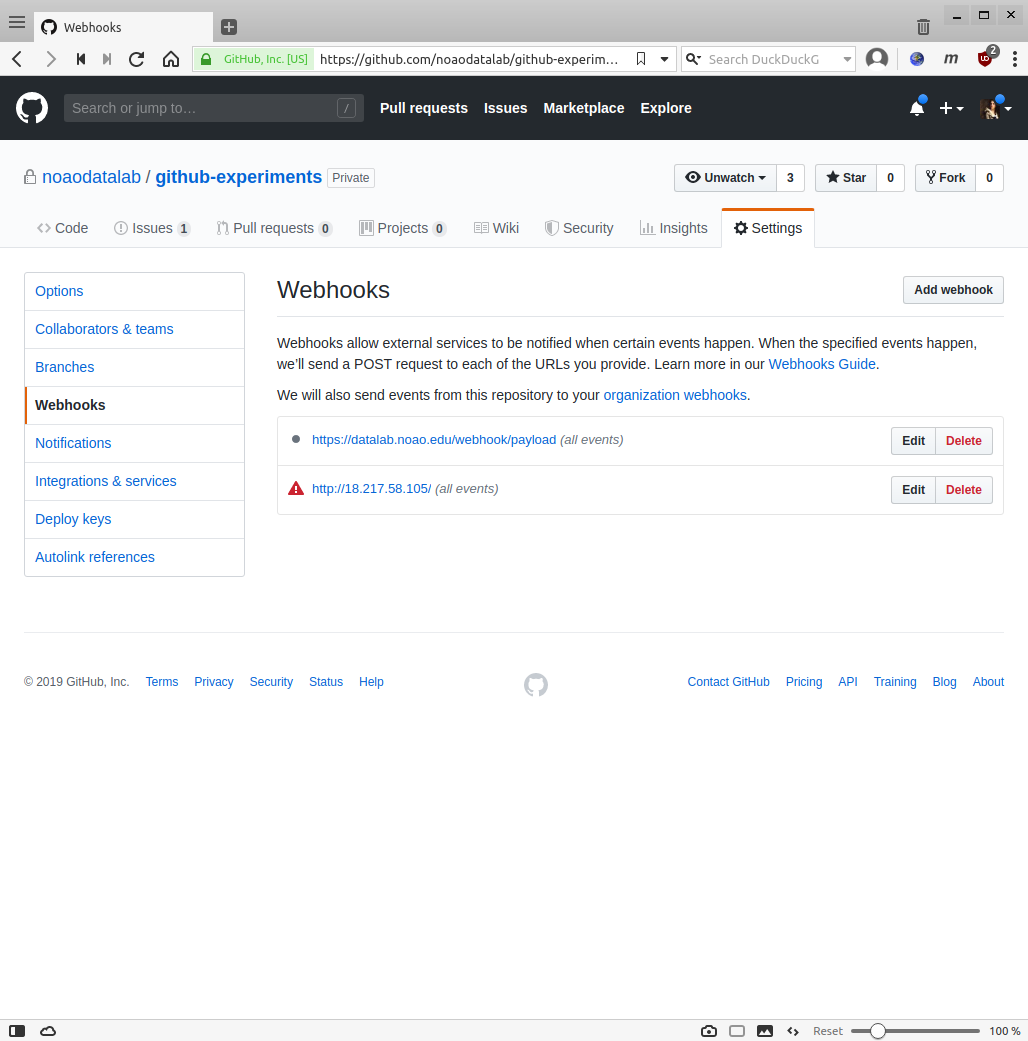 Webhooks
GitHub, Inc. [US] https://github.com/noaodatalab/github-experim… Search DuckDuckG m 2
Search or jump to… / Pull requests Issues Marketplace Explore
noaodatalab / github-experiments Private Unwatch 3 Star 0 Fork 0
Code Issues 1 Pull requests 0 Projects 0 Wiki Security Insights Settings
Options
Collaborators & teams
Branches
Webhooks
Notifications
Integrations & services
Deploy keys
Autolink references
Webhooks Add webhook
Webhooks allow external services to be notified when certain events happen. When the specified events happen,
we’ll send a POST request to each of the URLs you provide. Learn more in our Webhooks Guide.
We will also send events from this repository to your organization webhooks.
https://datalab.noao.edu/webhook/payload (all events) Edit Delete
http://18.217.58.105/ (all events) Edit Delete
© 2019 GitHub, Inc. Terms Privacy Security Status Help Contact GitHub Pricing API Training Blog About
Reset 100 %